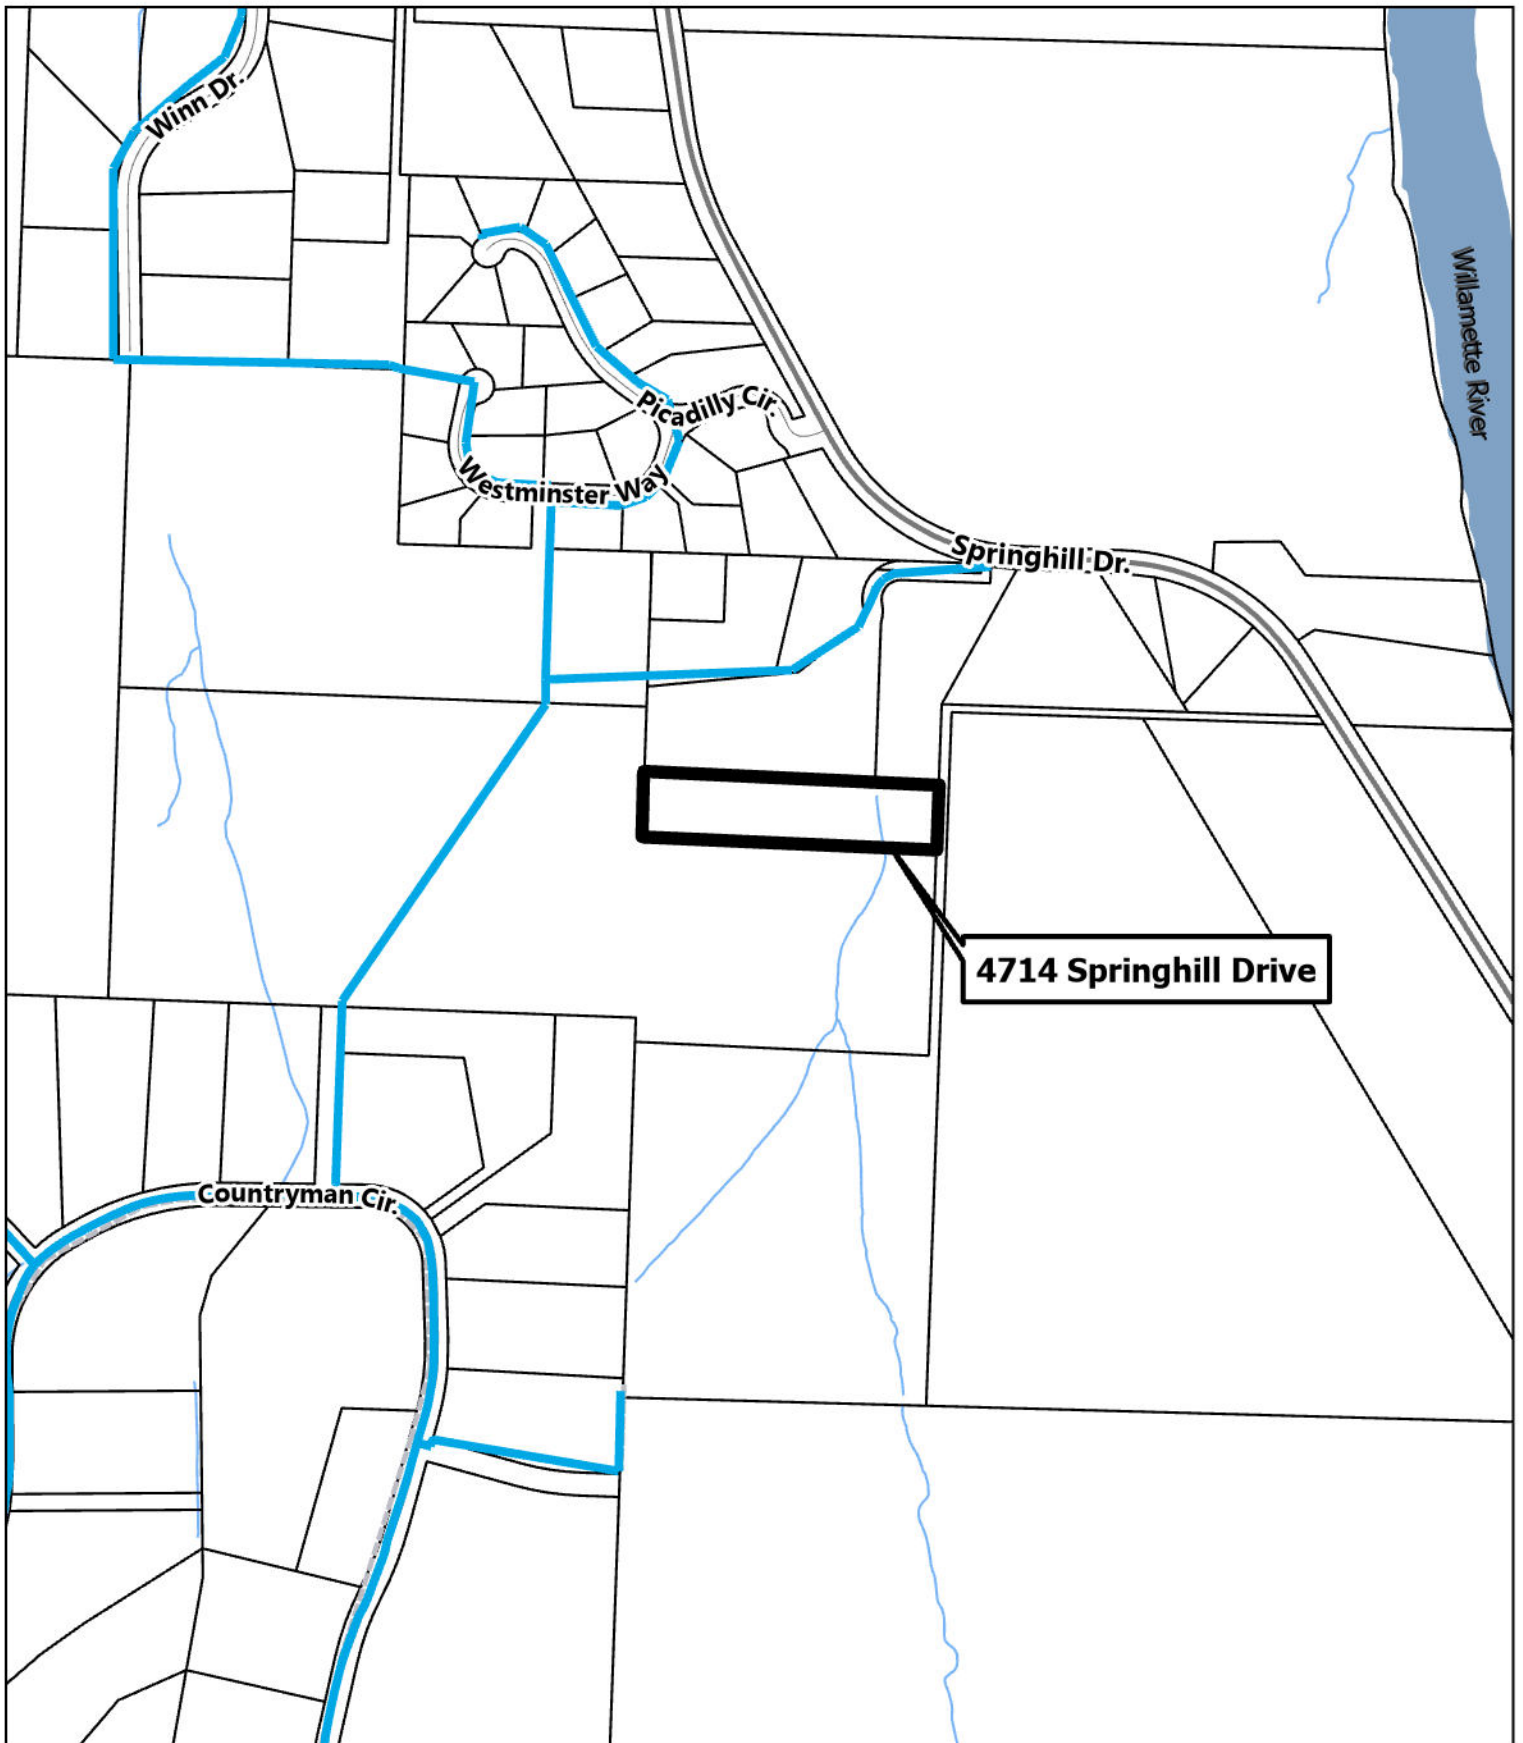 Winn Dr.
Willamette River
Picadilly Cir.
Westminster Way
Springhill Dr.
4714 Springhill Drive
Countryman Cir.